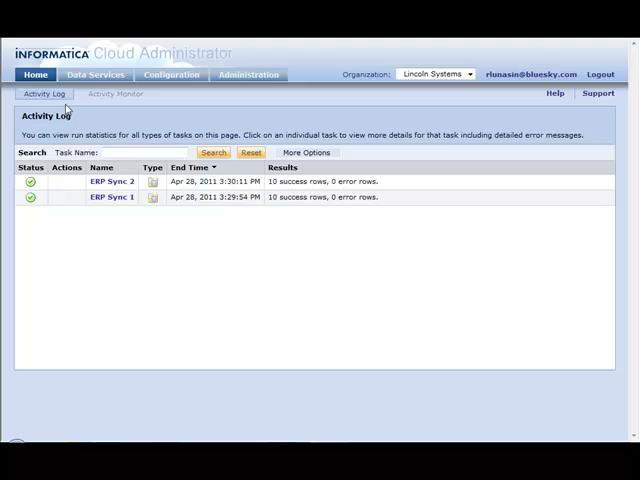 INFORMATICA Cloud Administrator
Home Data Services Configuration Administration Organization: Lincoln Systems rlunasin@bluesky.com Logout
Activity Log Activity Monitor Help Support
Activity Log
You can view run statistics for all types of tasks on this page. Click on an individual task to view more details for that task including detailed error messages.
Search Task Name: Search Reset More Options
Status Actions Name Type End Time Results
ERP Sync 2 Apr 28, 2011 3:30:11 PM 10 success rows, 0 error rows.
ERP Sync 1 Apr 28, 2011 3:29:54 PM 10 success rows, 0 error rows.